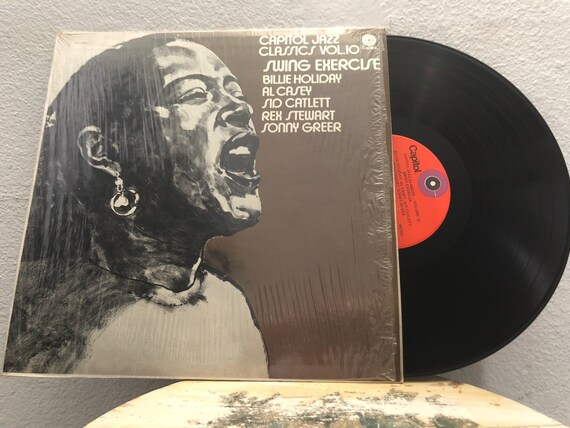 CAPITOL JAZZ
CLASSICS VOL.10
SWING EXERCISE
BILLIE HOLIDAY
AL CASEY
SID CATLETT
REX STEWART
SONNY GREER
Capitol